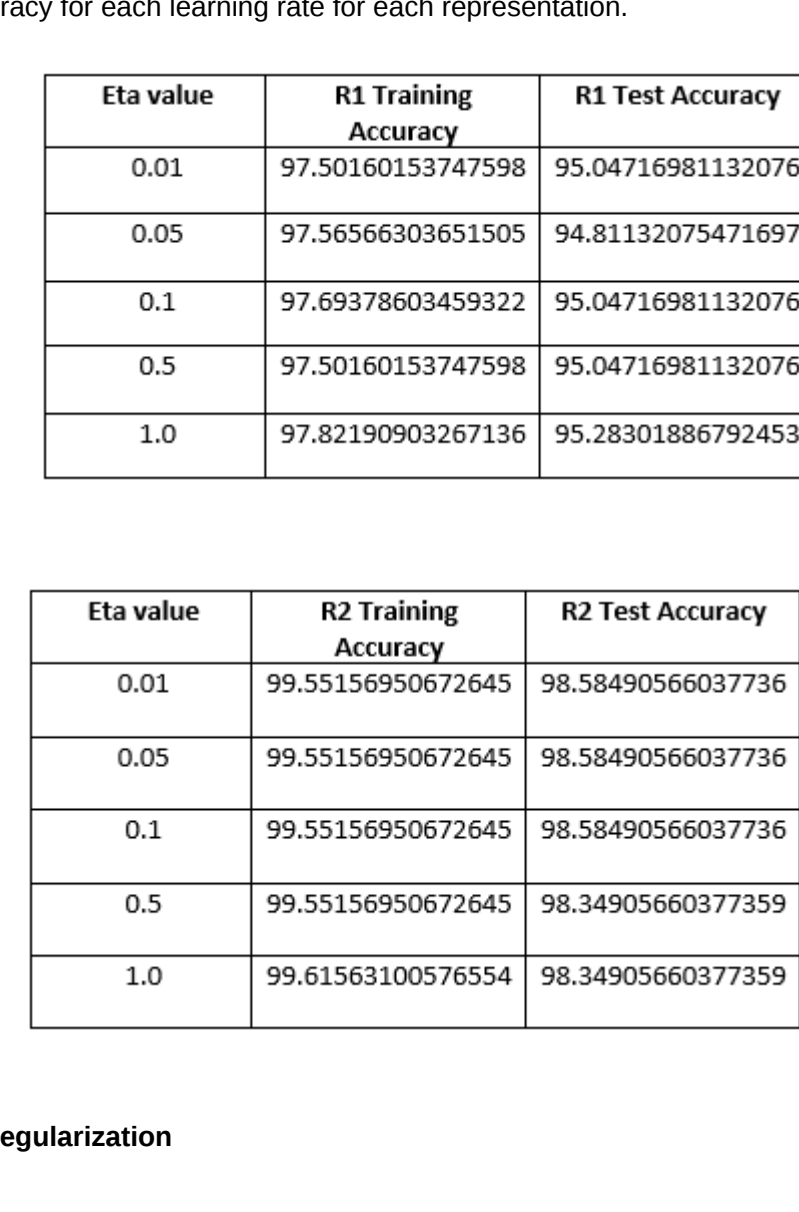 racy for each learning rate for each representation.
Eta value R1 Training Accuracy R1 Test Accuracy
0.01 97.50160153747598 95.04716981132076
0.05 97.56566303651505 94.81132075471697
0.1 97.69378603459322 95.04716981132076
0.5 97.50160153747598 95.04716981132076
1.0 97.82190903267136 95.28301886792453
Eta value R2 Training Accuracy R2 Test Accuracy
0.01 99.55156950672645 98.58490566037736
0.05 99.55156950672645 98.58490566037736
0.1 99.55156950672645 98.58490566037736
0.5 99.55156950672645 98.34905660377359
1.0 99.61563100576554 98.34905660377359
egularization